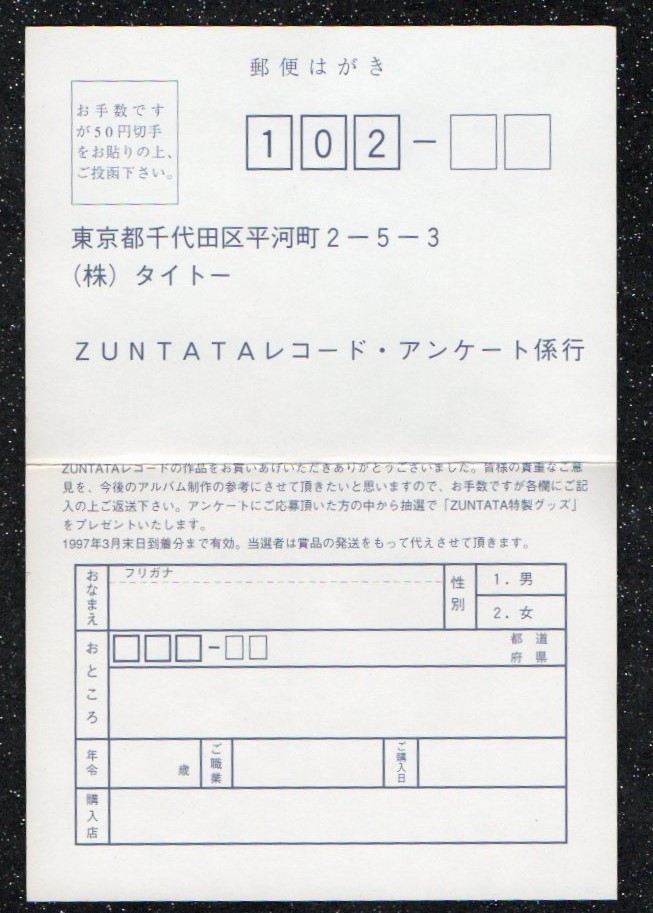 郵便はがき
お手数です
が50円切手
をお貼りの上、
ご投函下さい。
102-
東京都千代田区平河町2-5-3
(株)タイトー
ZUNTATAレコード・アンケート係行
ZUNTATAレコードの作品をお買いあげいただきありがとうございました。皆様の貴重なご意
見を、今後のアルバム制作の参考にさせて頂きたいと思いますので、お手数ですが各欄にご記
入の上ご返送下さい。アンケートにご応募頂いた方の中から抽選で「ZUNTATA特製グッズ」
をプレゼントいたします。
1997年3月末日到着分まで有効。当選者は賞品の発送をもって代えさせて頂きます。
おなまえ
フリガナ
性別
1.男
2.女
おところ
-
都道
府県
年令
歳
ご職業
ご購入日
購入店